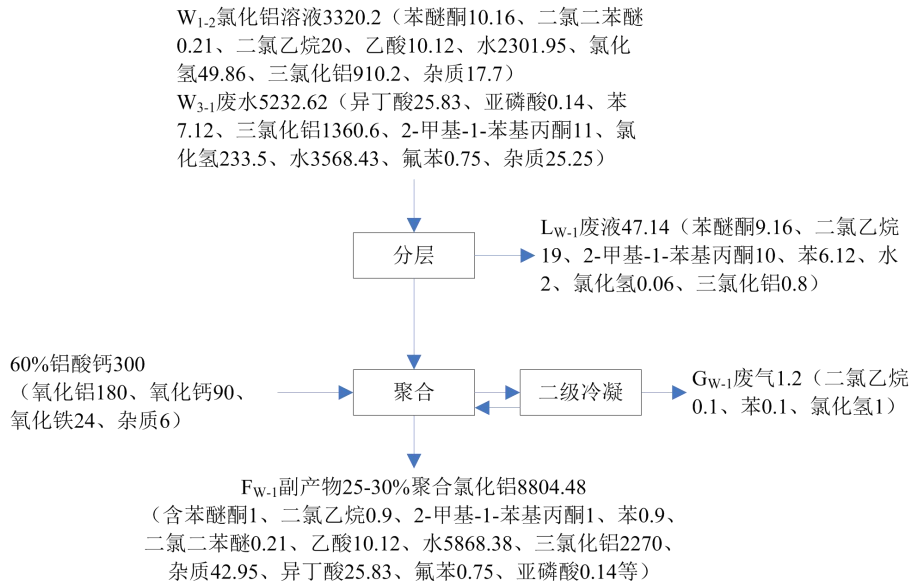 W1-2氯化铝溶液3320.2（苯醚酮10.16、二氯二苯醚
0.21、二氯乙烷20、乙酸10.12、水2301.95、氯化
氢49.86、三氯化铝910.2、杂质17.7）
W3-1废水5232.62（异丁酸25.83、亚磷酸0.14、苯
7.12、三氯化铝1360.6、2-甲基-1-苯基丙酮11、氯
化氢233.5、水3568.43、氟苯0.75、杂质25.25）
分层
LW-1废液47.14（苯醚酮9.16、二氯乙烷
19、2-甲基-1-苯基丙酮10、苯6.12、水
2、氯化氢0.06、三氯化铝0.8）
60%铝酸钙300
（氧化铝180、氧化钙90、
氧化铁24、杂质6）
聚合
二级冷凝
GW-1废气1.2（二氯乙烷
0.1、苯0.1、氯化氢1）
FW-1副产物25-30%聚合氯化铝8804.48
（含苯醚酮1、二氯乙烷0.9、2-甲基-1-苯基丙酮1、苯0.9、
二氯二苯醚0.21、乙酸10.12、水5868.38、三氯化铝2270、
杂质42.95、异丁酸25.83、氟苯0.75、亚磷酸0.14等）